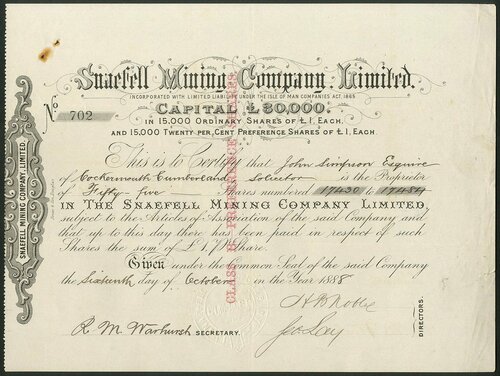 Snaefell Mining Company, Limited.
INCORPORATED WITH LIMITED LIABILITY UNDER THE ISLE OF MAN COMPANIES ACT 1865
No 702
CAPITAL £30,000.
IN 15,000 ORDINARY SHARES OF £1, EACH.
AND 15,000 TWENTY PER, CENT PREFERENCE SHARES OF £1, EACH.
This is to Certify that John Simpson Esquire
of Cockermouth Cumberland Solicitor is the Proprietor
of Fifty five Shares numbered 17430 to 17484
IN THE SNAEFELL MINING COMPANY LIMITED,
subject to the Articles of Association of the said Company and
that up to this day there has been paid in respect of such
Shares the sum of £1,/ Share.
Given under the Common Seal of the said Company
the Sixteenth day of October in the Year 1888
R. M. Warhurst SECRETARY.
DIRECTORS.
CLASS B. PREFERENCE SHARES
SNAEFELL MINING COMPANY, LIMITED.